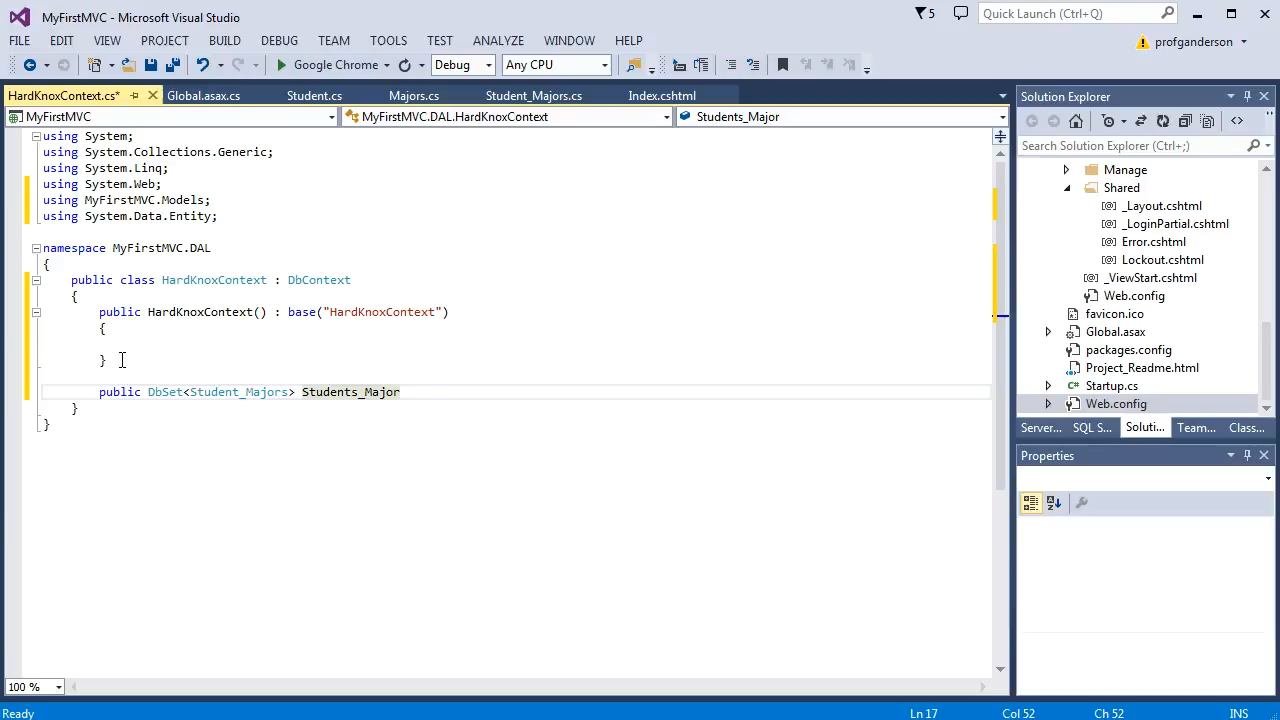 MyFirstMVC - Microsoft Visual Studio
5
Quick Launch (Ctrl+Q)
FILE EDIT VIEW PROJECT BUILD DEBUG TEAM TOOLS TEST ANALYZE WINDOW HELP
profganderson
Google Chrome Debug Any CPU
HardKnoxContext.cs* Global.asax.cs Student.cs Majors.cs Student_Majors.cs Index.cshtml
MyFirstMVC MyFirstMVC.DAL.HardKnoxContext Students_Major
using System;
using System.Collections.Generic;
using System.Linq;
using System.Web;
using MyFirstMVC.Models;
using System.Data.Entity;
namespace MyFirstMVC.DAL
{
public class HardKnoxContext : DbContext
{
public HardKnoxContext() : base("HardKnoxContext")
{
}
public DbSet<Student_Majors> Students_Major
}
}
100 %
Solution Explorer
Search Solution Explorer (Ctrl+;)
Manage
Shared
_Layout.cshtml
_LoginPartial.cshtml
Error.cshtml
Lockout.cshtml
_ViewStart.cshtml
Web.config
favicon.ico
Global.asax
packages.config
Project_Readme.html
Startup.cs
Web.config
Server... SQL S... Soluti... Team... Class...
Properties
Ready Ln 17 Col 52 Ch 52 INS